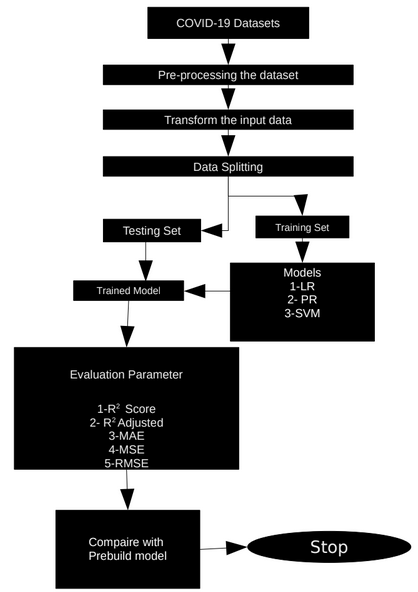 COVID-19 Datasets
Pre-processing the dataset
Transform the input data
Data Splitting
Testing Set
Training Set
Trained Model
Models
1-LR
2- PR
3-SVM
Evaluation Parameter
1-R² Score
2- R² Adjusted
3-MAE
4-MSE
5-RMSE
Compaire with
Prebuild model
Stop